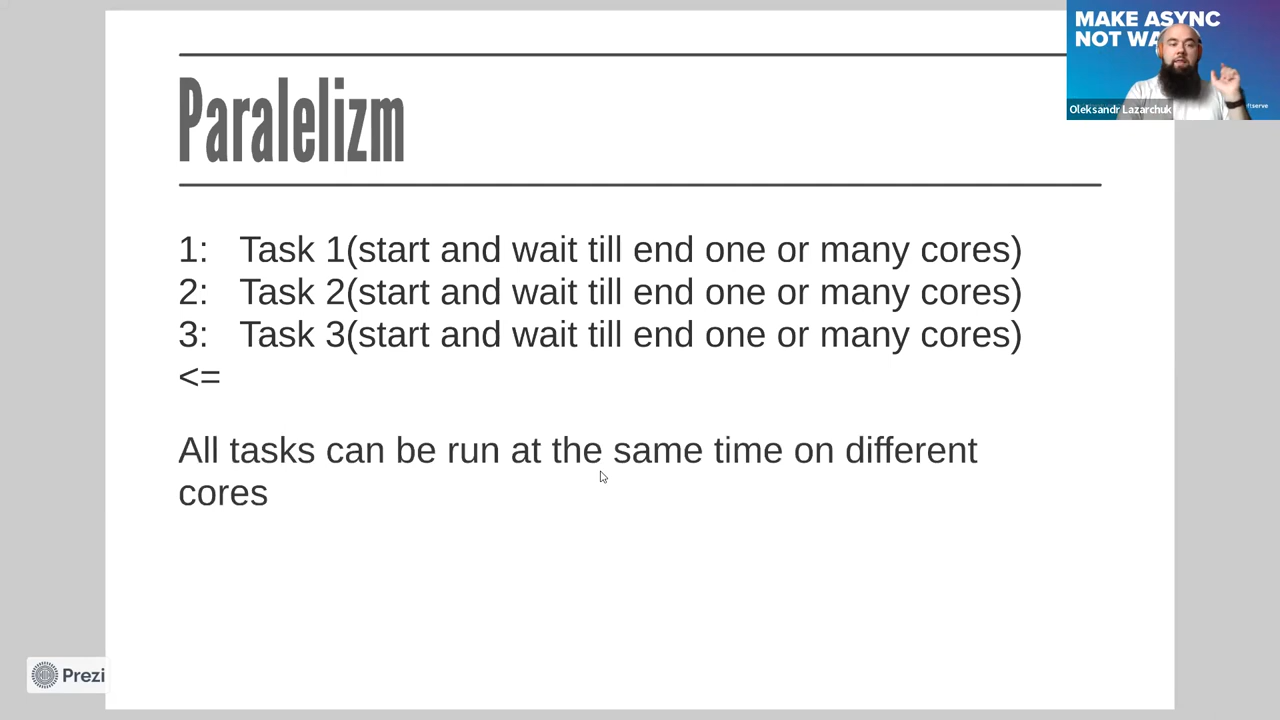 MAKE ASYNC
NOT WA
Oleksandr Lazarchuk
Paralelizm
1: Task 1(start and wait till end one or many cores)
2: Task 2(start and wait till end one or many cores)
3: Task 3(start and wait till end one or many cores)
<=
All tasks can be run at the same time on different
cores
Prezi